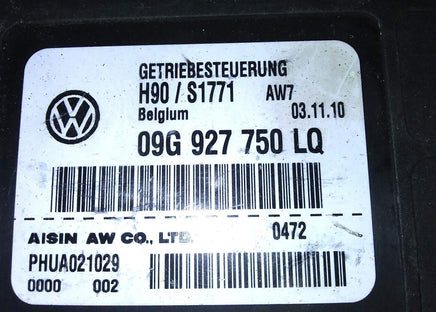 GETRIEBESTEUERUNG
H90 / S1771 AW7
Belgium 03.11.10
09G 927 750 LQ
AISIN AW CO., LTD. 0472
PHUA021029
0000 002